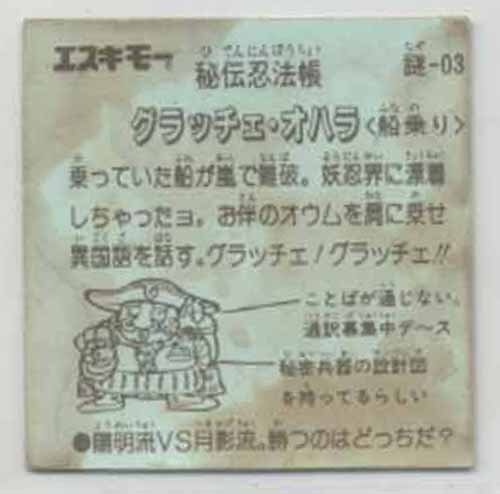 エスキモー
秘伝忍法帳
謎-03
グラッチェ・オハラ〈船乗り〉
乗っていた船が嵐で難破。妖忍界に漂着
しちゃったヨ。お伴のオウムを肩に乗せ
異国語を話す。グラッチェ!グラッチェ!!
ことばが通じない。
通訳募集中デース
秘密兵器の設計図
を持ってるらしい
●陽明流VS月影流。勝つのはどっちだ?